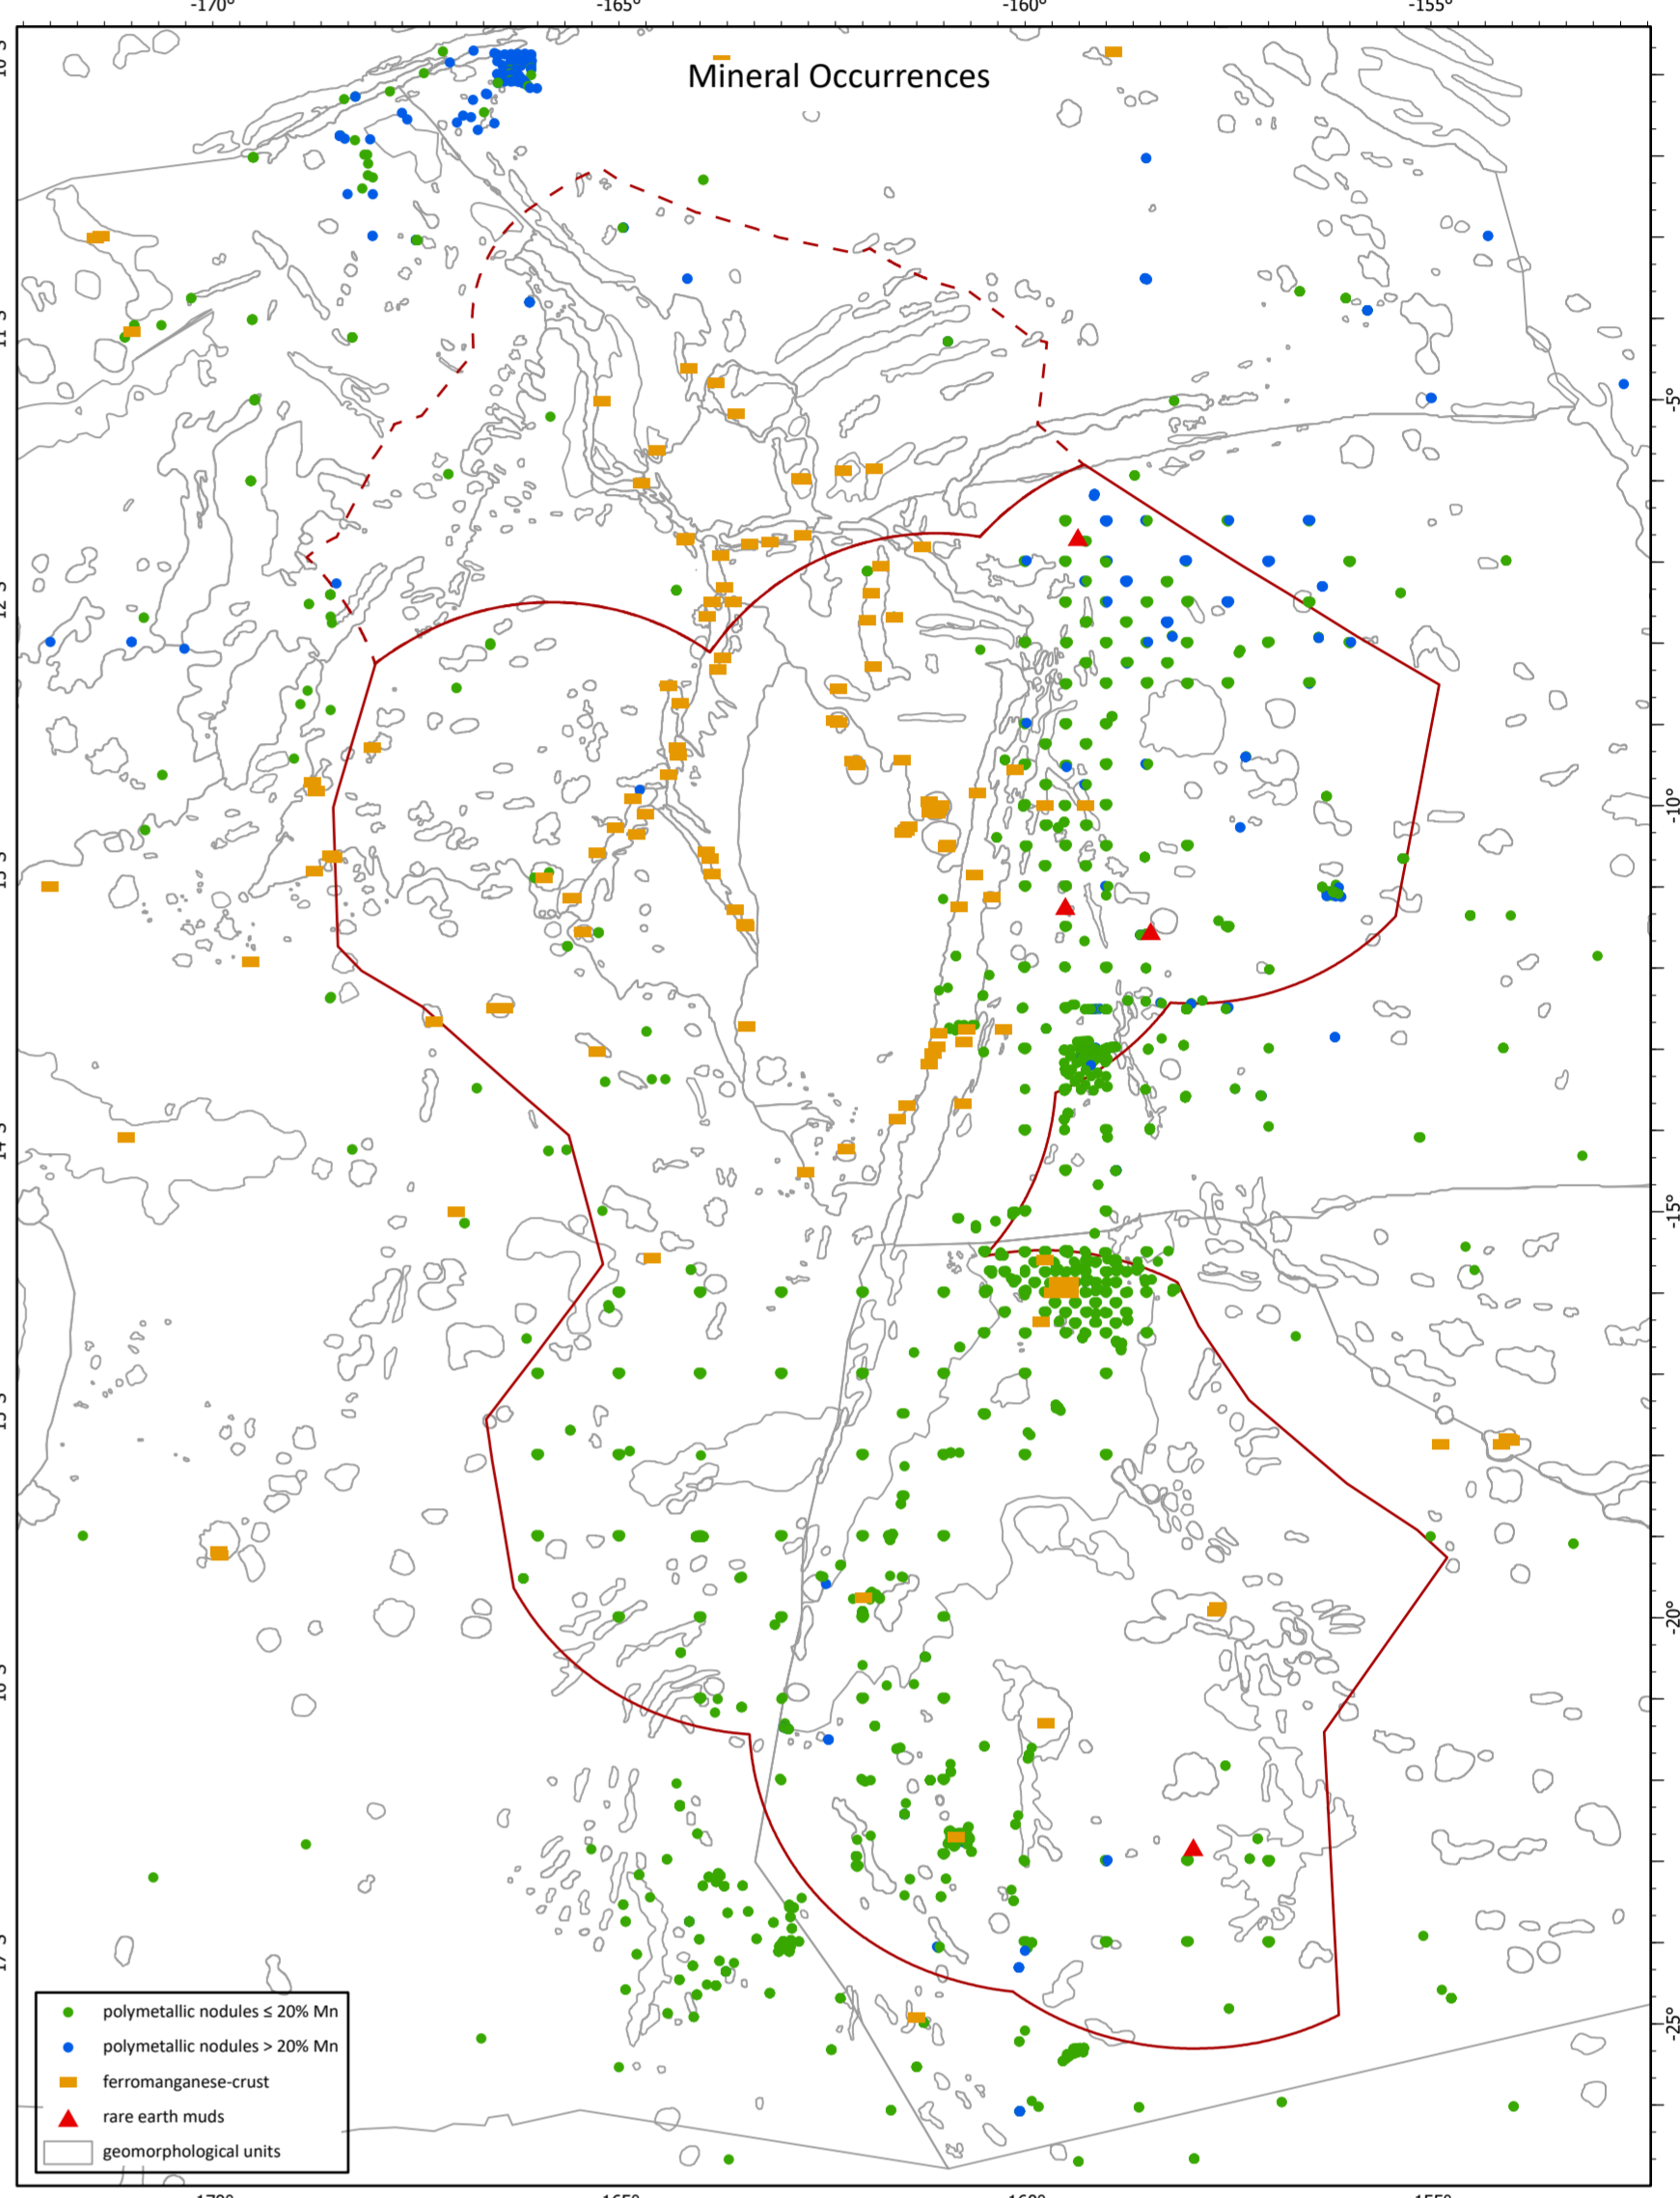 -170°
-165°
-160°
-155°
Mineral Occurrences
-5°
-10°
-15°
-20°
-25°
polymetallic nodules ≤ 20% Mn
polymetallic nodules > 20% Mn
ferromanganese-crust
rare earth muds
geomorphological units